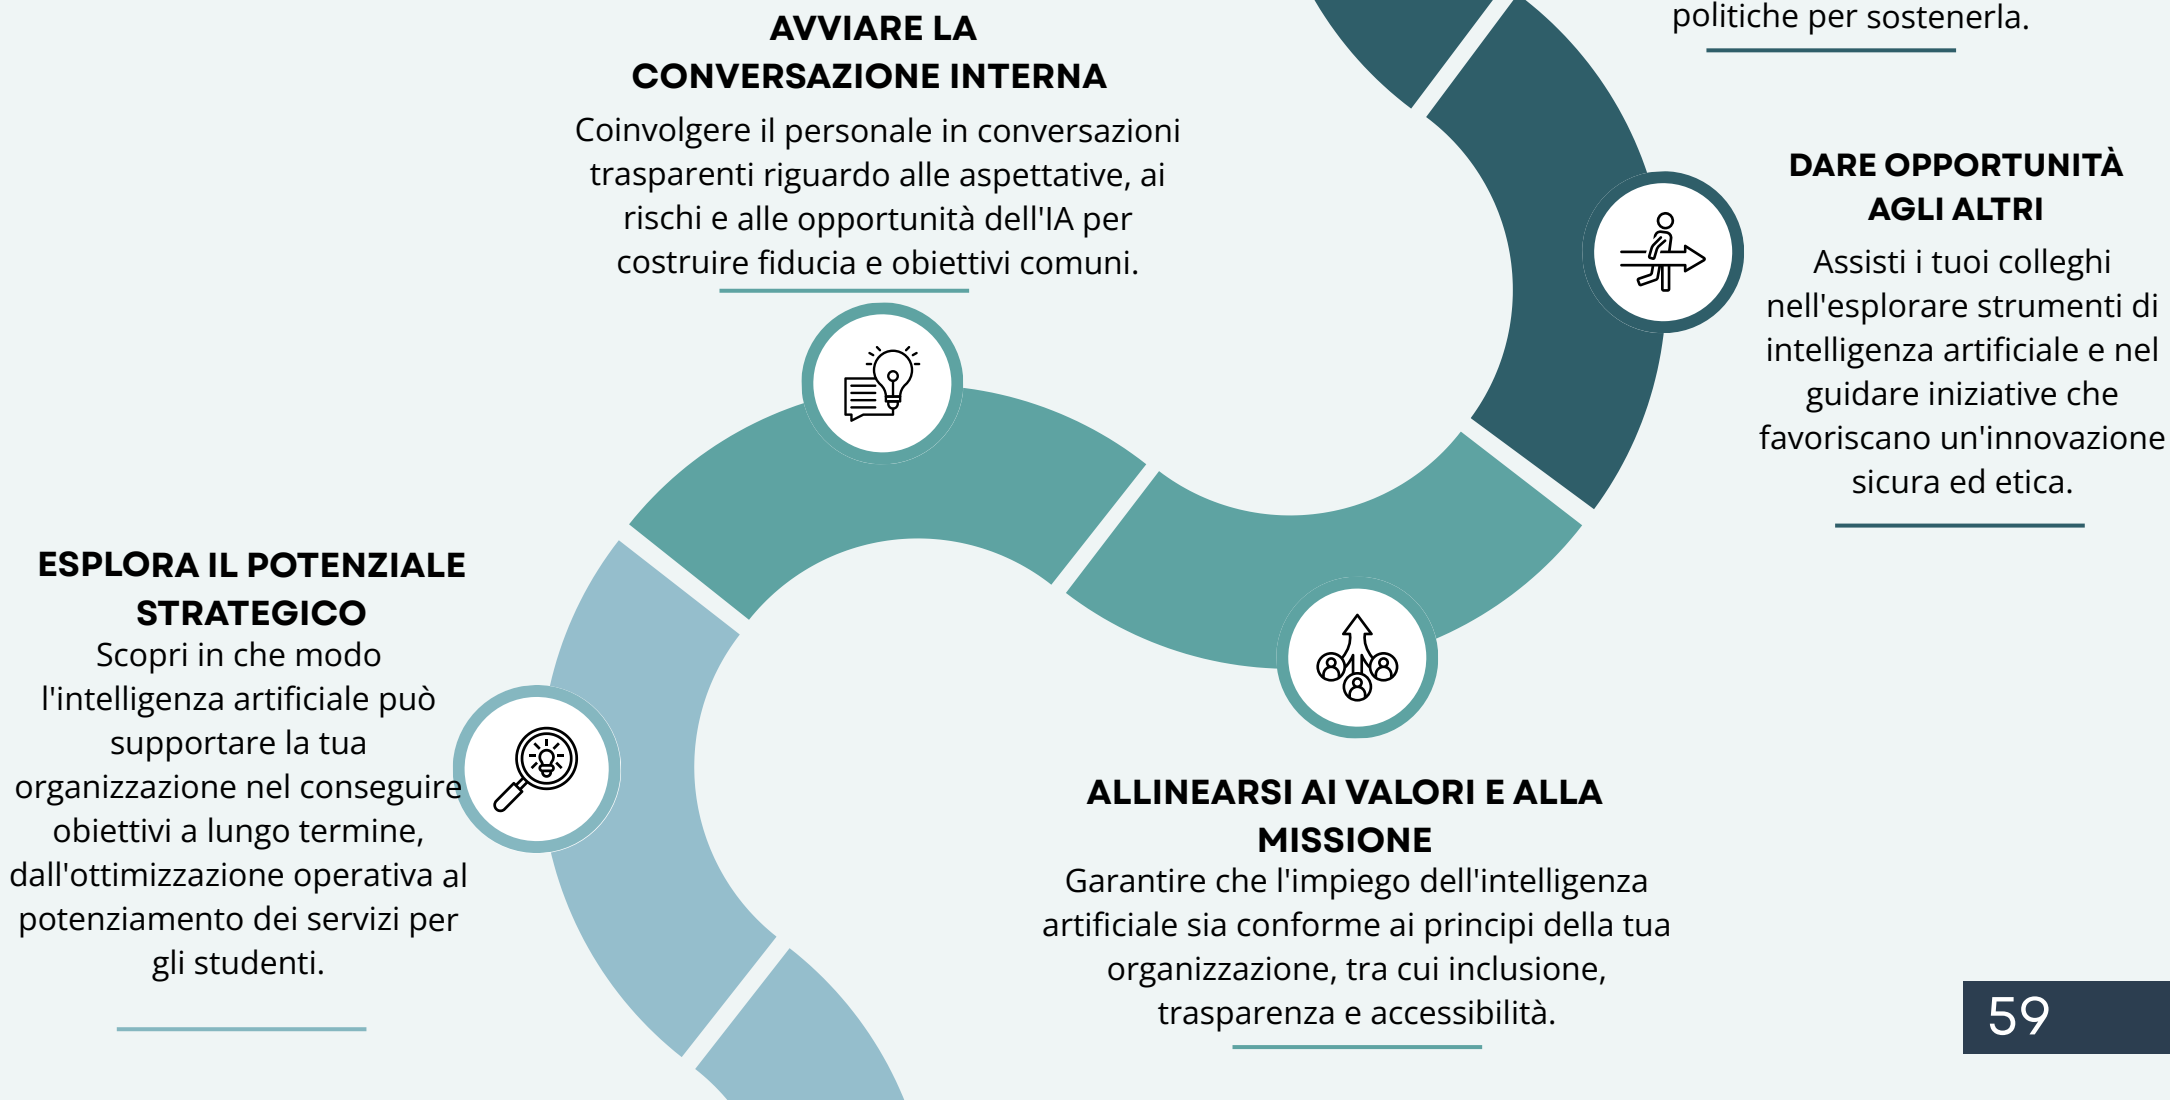 politiche per sostenerla.
AVVIARE LA
CONVERSAZIONE INTERNA
Coinvolgere il personale in conversazioni
trasparenti riguardo alle aspettative, ai
rischi e alle opportunità dell'IA per
costruire fiducia e obiettivi comuni.
DARE OPPORTUNITÀ
AGLI ALTRI
Assisti i tuoi colleghi
nell'esplorare strumenti di
intelligenza artificiale e nel
guidare iniziative che
favoriscano un'innovazione
sicura ed etica.
ESPLORA IL POTENZIALE
STRATEGICO
Scopri in che modo
l'intelligenza artificiale può
supportare la tua
organizzazione nel conseguire
obiettivi a lungo termine,
dall'ottimizzazione operativa al
potenziamento dei servizi per
gli studenti.
ALLINEARSI AI VALORI E ALLA
MISSIONE
Garantire che l'impiego dell'intelligenza
artificiale sia conforme ai principi della tua
organizzazione, tra cui inclusione,
trasparenza e accessibilità.
59